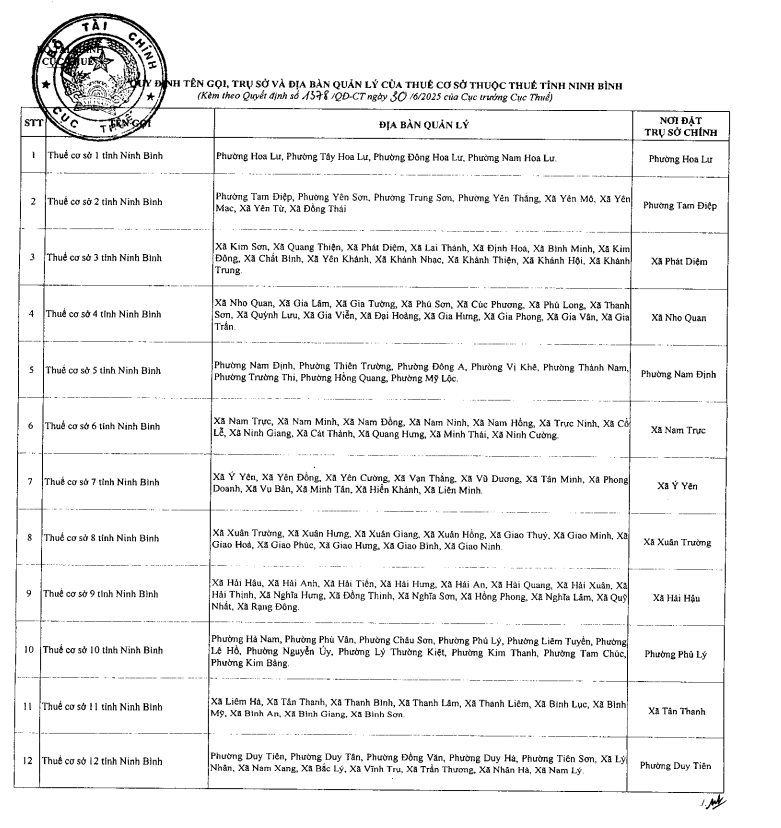 BỘ TÀI CHÍNH
CỤC THUẾ
QUY ĐỊNH TÊN GỌI, TRỤ SỞ VÀ ĐỊA BÀN QUẢN LÝ CỦA THUẾ CƠ SỞ THUỘC THUẾ TỈNH NINH BÌNH
(Kèm theo Quyết định số 1378 /QĐ-CT ngày 30 /6/2025 của Cục trưởng Cục Thuế)
STT TÊN GỌI ĐỊA BÀN QUẢN LÝ NƠI ĐẶT
TRỤ SỞ CHÍNH
1 Thuế cơ sở 1 tỉnh Ninh Bình Phường Hoa Lư, Phường Tây Hoa Lư, Phường Đông Hoa Lư, Phường Nam Hoa Lư. Phường Hoa Lư
2 Thuế cơ sở 2 tỉnh Ninh Bình Phường Tam Điệp, Phường Yên Sơn, Phường Trung Sơn, Phường Yên Thắng, Xã Yên Mô, Xã Yên
Mạc, Xã Yên Từ, Xã Đồng Thái Phường Tam Điệp
3 Thuế cơ sở 3 tỉnh Ninh Bình Xã Kim Sơn, Xã Quang Thiện, Xã Phát Diệm, Xã Lai Thành, Xã Định Hoá, Xã Bình Minh, Xã Kim
Đông, Xã Chất Bình, Xã Yên Khánh, Xã Khánh Nhạc, Xã Khánh Thiện, Xã Khánh Hội, Xã Khánh
Trung. Xã Phát Diệm
4 Thuế cơ sở 4 tỉnh Ninh Bình Xã Nho Quan, Xã Gia Lâm, Xã Gia Tường, Xã Phú Sơn, Xã Cúc Phương, Xã Phú Long, Xã Thanh
Sơn, Xã Quỳnh Lưu, Xã Gia Viễn, Xã Đại Hoàng, Xã Gia Hưng, Xã Gia Phong, Xã Gia Vân, Xã Gia
Trấn. Xã Nho Quan
5 Thuế cơ sở 5 tỉnh Ninh Bình Phường Nam Định, Phường Thiên Trường, Phường Đông A, Phường Vị Khê, Phường Thành Nam,
Phường Trường Thi, Phường Hồng Quang, Phường Mỹ Lộc. Phường Nam Định
6 Thuế cơ sở 6 tỉnh Ninh Bình Xã Nam Trực, Xã Nam Minh, Xã Nam Đồng, Xã Nam Ninh, Xã Nam Hồng, Xã Trực Ninh, Xã Cổ
Lễ, Xã Ninh Giang, Xã Cát Thành, Xã Quang Hưng, Xã Minh Thái, Xã Ninh Cường. Xã Nam Trực
7 Thuế cơ sở 7 tỉnh Ninh Bình Xã Ý Yên, Xã Yên Đồng, Xã Yên Cường, Xã Vạn Thắng, Xã Vũ Dương, Xã Tân Minh, Xã Phong
Doanh, Xã Vụ Bản, Xã Minh Tân, Xã Hiển Khánh, Xã Liên Minh. Xã Ý Yên
8 Thuế cơ sở 8 tỉnh Ninh Bình Xã Xuân Trường, Xã Xuân Hưng, Xã Xuân Giang, Xã Xuân Hồng, Xã Giao Thuỷ, Xã Giao Minh, Xã
Giao Hoà, Xã Giao Phúc, Xã Giao Hưng, Xã Giao Bình, Xã Giao Ninh. Xã Xuân Trường
9 Thuế cơ sở 9 tỉnh Ninh Bình Xã Hải Hậu, Xã Hải Anh, Xã Hải Tiến, Xã Hải Hưng, Xã Hải An, Xã Hải Quang, Xã Hải Xuân, Xã
Hải Thịnh, Xã Nghĩa Hưng, Xã Đồng Thịnh, Xã Nghĩa Sơn, Xã Hồng Phong, Xã Nghĩa Lâm, Xã Quỹ
Nhất, Xã Rạng Đông. Xã Hải Hậu
10 Thuế cơ sở 10 tỉnh Ninh Bình Phường Hà Nam, Phường Phù Vân, Phường Châu Sơn, Phường Phủ Lý, Phường Liêm Tuyền, Phường
Lê Hồ, Phường Nguyễn Úy, Phường Lý Thường Kiệt, Phường Kim Thanh, Phường Tam Chúc,
Phường Kim Bảng. Phường Phủ Lý
11 Thuế cơ sở 11 tỉnh Ninh Bình Xã Liêm Hà, Xã Tân Thanh, Xã Thanh Bình, Xã Thanh Lâm, Xã Thanh Liêm, Xã Bình Lục, Xã Bình
Mỹ, Xã Bình An, Xã Bình Giang, Xã Bình Sơn. Xã Tân Thanh
12 Thuế cơ sở 12 tỉnh Ninh Bình Phường Duy Tiên, Phường Duy Tân, Phường Đồng Văn, Phường Duy Hà, Phường Tiên Sơn, Xã Lý
Nhân, Xã Nam Xang, Xã Bắc Lý, Xã Vĩnh Trụ, Xã Trần Thương, Xã Nhân Hà, Xã Nam Lý. Phường Duy Tiên